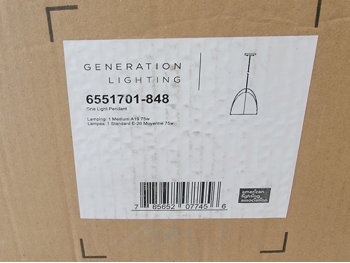 GENERATION
LIGHTING
6551701-848
One Light Pendant
Lamping: 1 Medium A19 75w
Lampes: 1 Standard E-26 Moyenne 75w
7 85652 07745 6
american
lighting
association